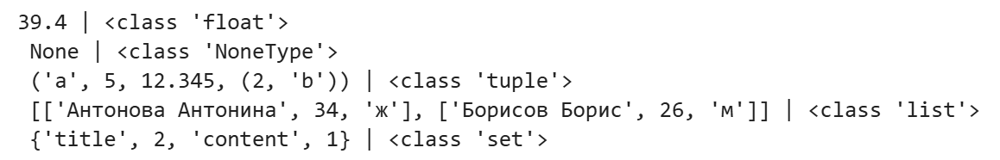 39.4 | <class 'float'>
None | <class 'NoneType'>
('a', 5, 12.345, (2, 'b')) | <class 'tuple'>
[['Антонова Антонина', 34, 'ж'], ['Борисов Борис', 26, 'м']] | <class 'list'>
{'title', 2, 'content', 1} | <class 'set'>